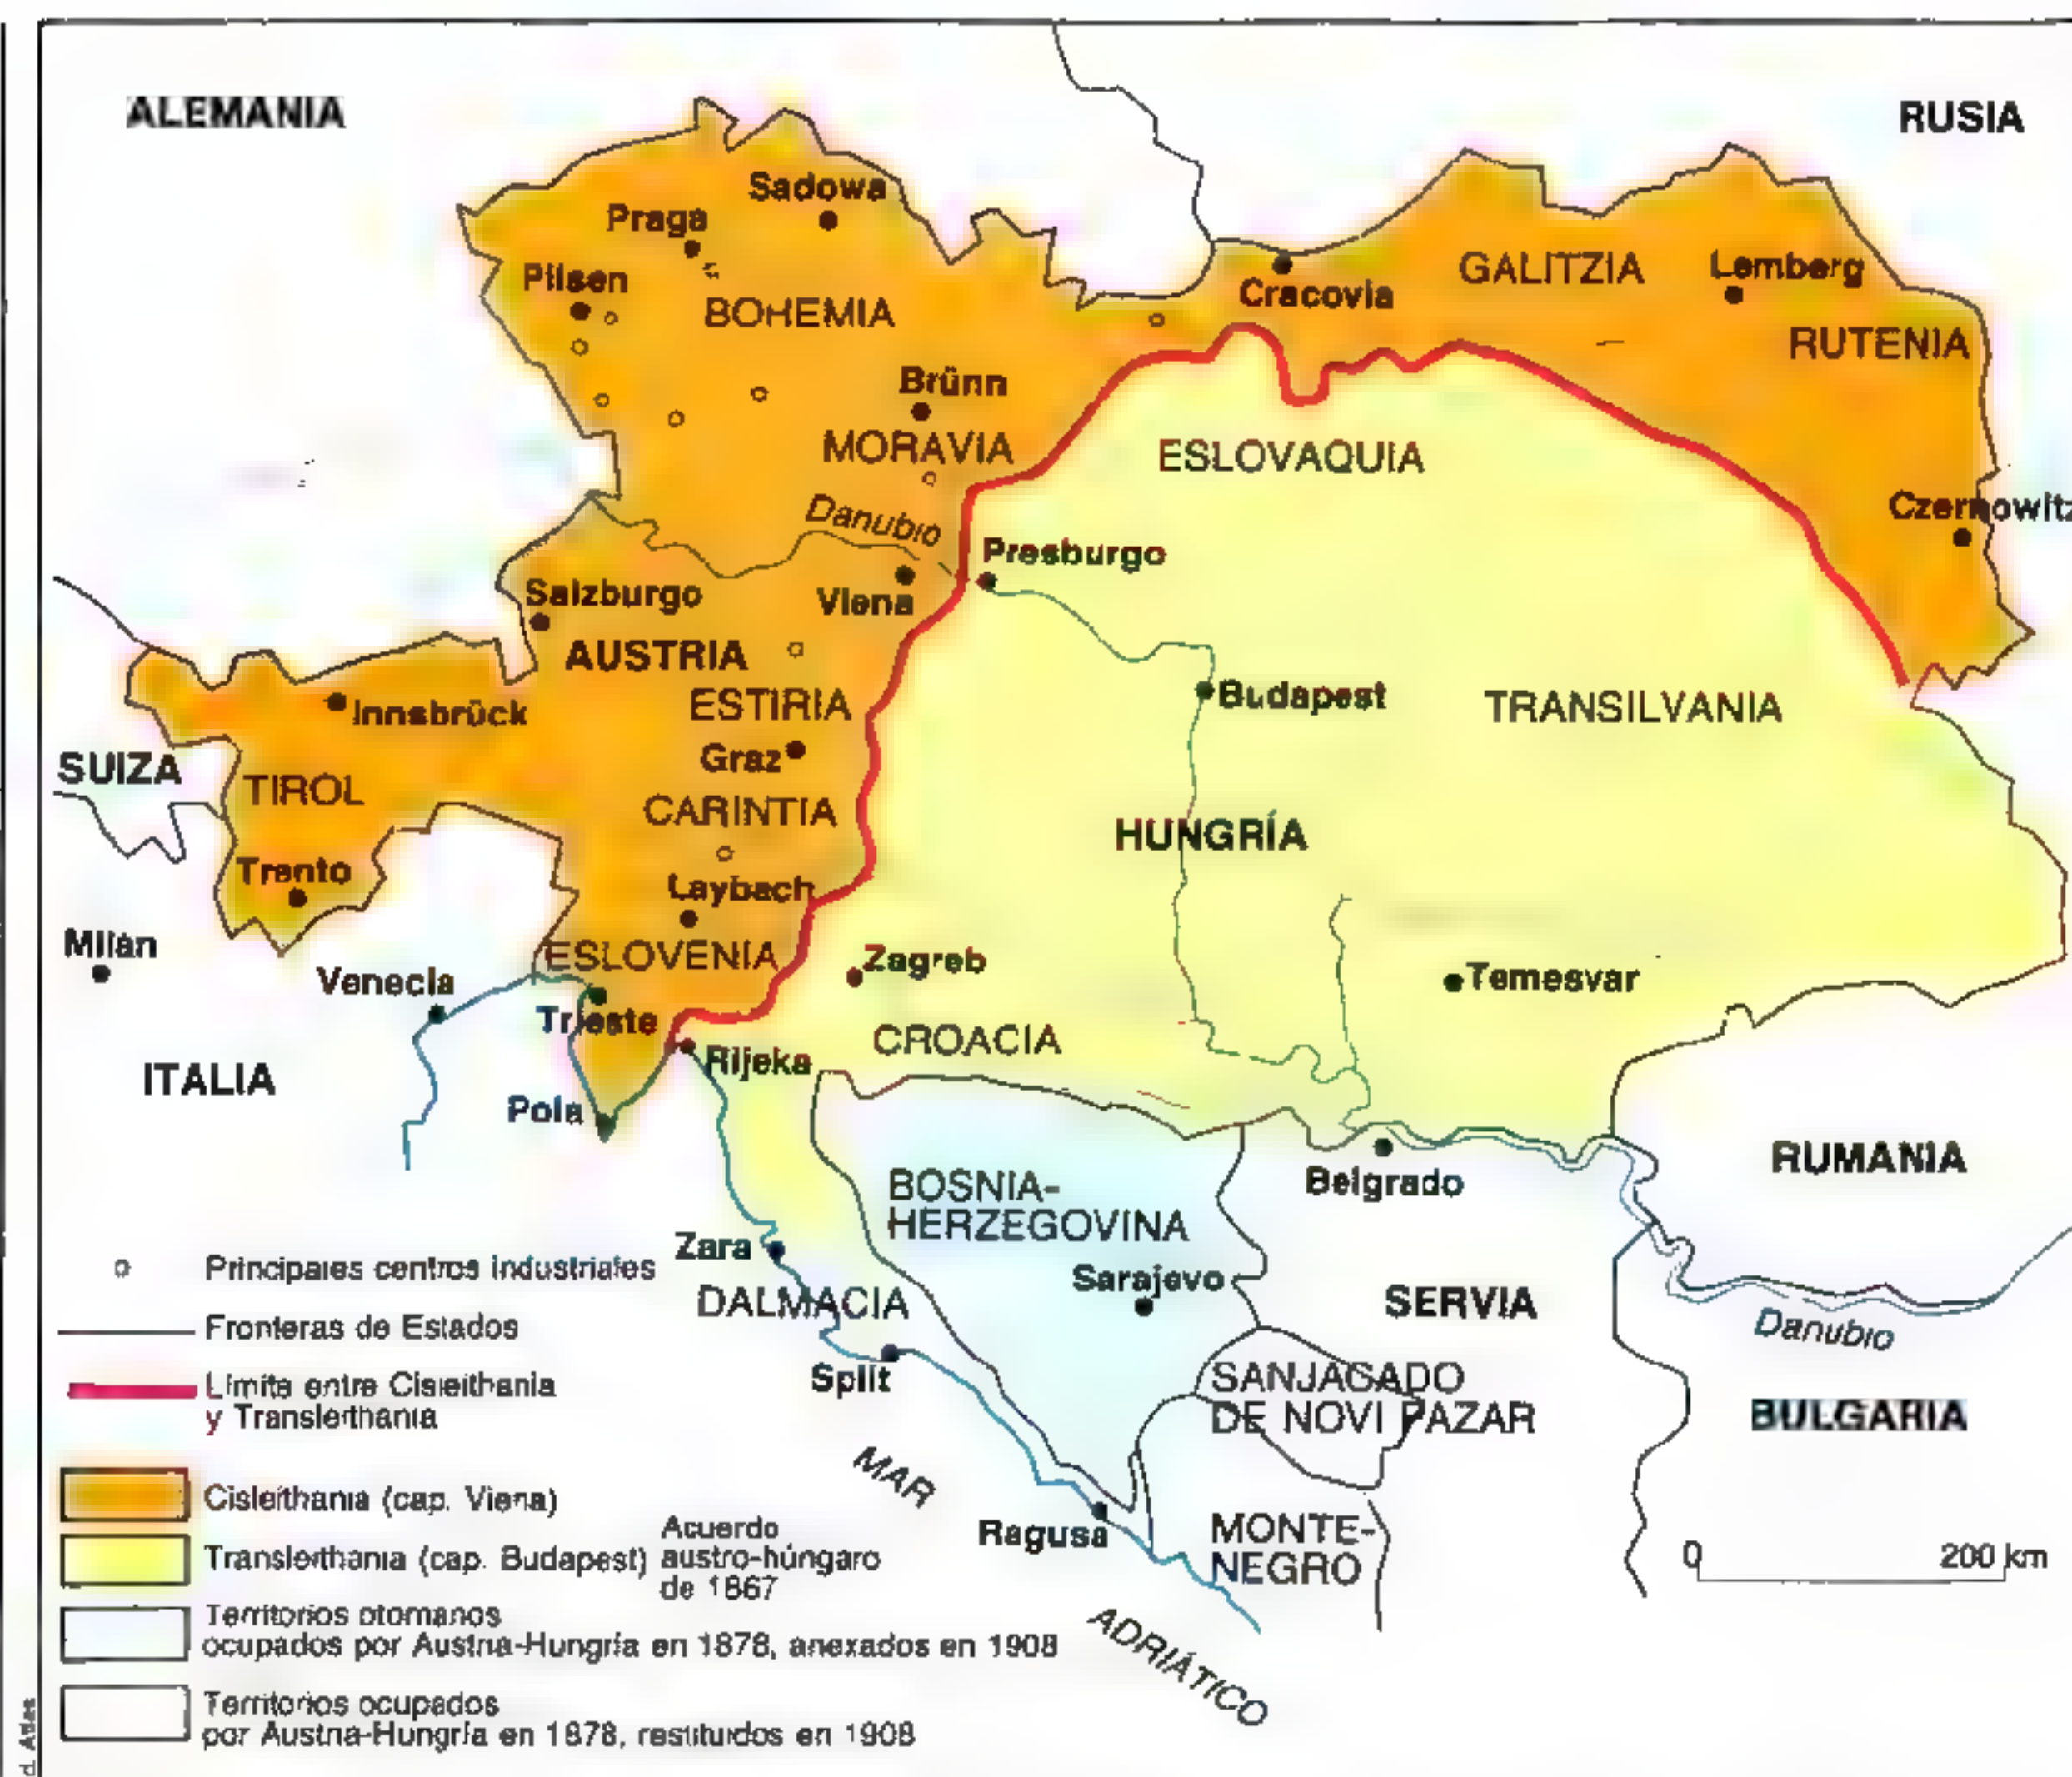 ALEMANIA
RUSIA
Sadowa
Praga
Pilsen
BOHEMIA
Cracovia
GALITZIA
Lemberg
RUTENIA
Brünn
MORAVIA
ESLOVAQUIA
Czernowitz
Danubio
Presburgo
Viena
Salzburgo
AUSTRIA
Innsbrück
ESTIRIA
Budapest
TRANSILVANIA
Graz
SUIZA
TIROL
CARINTIA
HUNGRÍA
Trento
Laybach
Milán
ESLOVENIA
Zagreb
Venecia
Temesvar
Trieste
CROACIA
Rijeka
ITALIA
Pola
BOSNIA-
HERZEGOVINA
Belgrado
RUMANIA
Zara
Sarajevo
DALMACIA
SERVIA
Danubio
Split
SANJACADO
DE NOVI PAZAR
BULGARIA
MAR
ADRIÁTICO
Ragusa
MONTE-
NEGRO
0 200 km
Principales centros industriales
Fronteras de Estados
Límite entre Cisleithania
y Transleithania
Cisleithania (cap. Viena)
Transleithania (cap. Budapest)
Acuerdo
austro-húngaro
de 1867
Territorios otomanos
ocupados por Austria-Hungría en 1878, anexados en 1908
Territorios ocupados
por Austria-Hungría en 1878, restituidos en 1908
d. Atlas